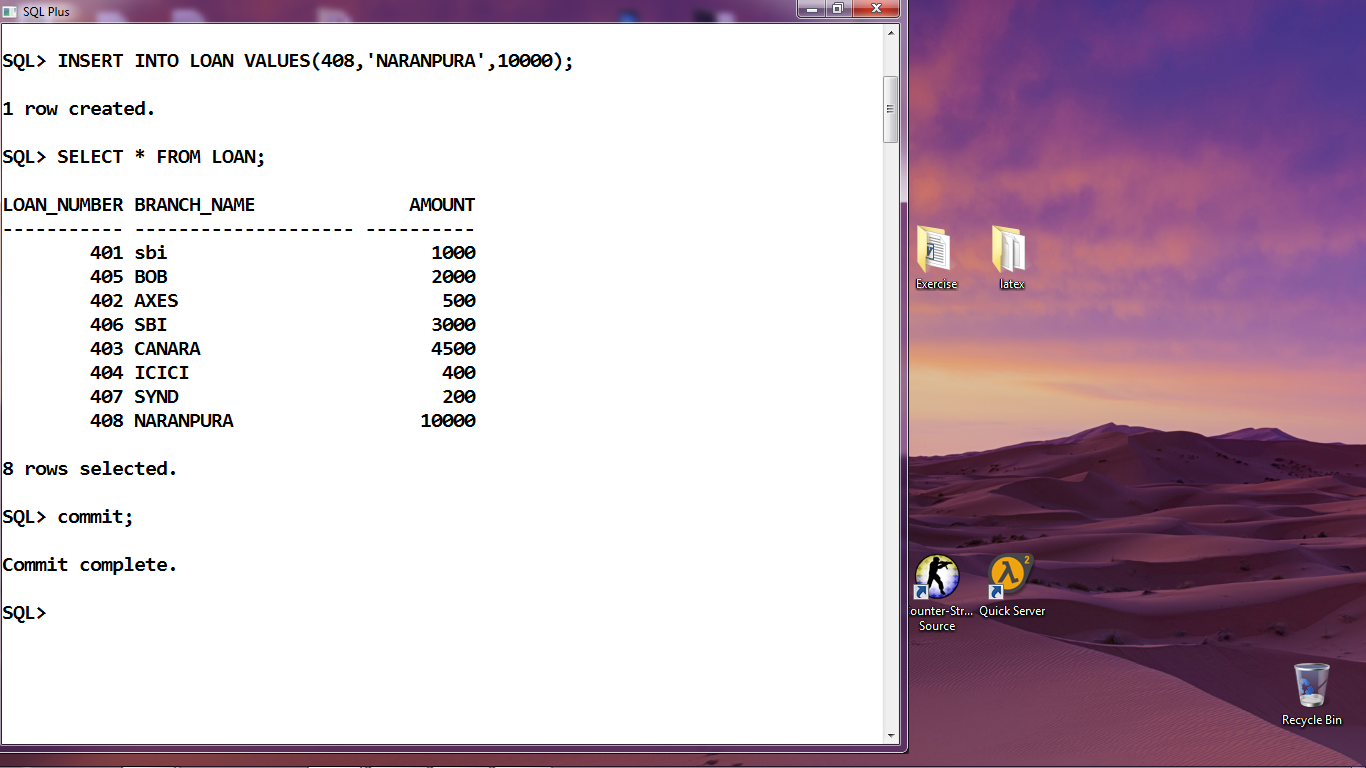 SQL Plus
SQL> INSERT INTO LOAN VALUES(408,'NARANPURA',10000);
1 row created.
SQL> SELECT * FROM LOAN;
LOAN_NUMBER BRANCH_NAME                AMOUNT
----------- -------------------- ----------
        401 sbi                        1000
        405 BOB                        2000
        402 AXES                        500
        406 SBI                        3000
        403 CANARA                     4500
        404 ICICI                       400
        407 SYND                        200
        408 NARANPURA                 10000
8 rows selected.
SQL> commit;
Commit complete.
SQL>
Exercise
latex
ounter-Str...
Source
Quick Server
2
Recycle Bin